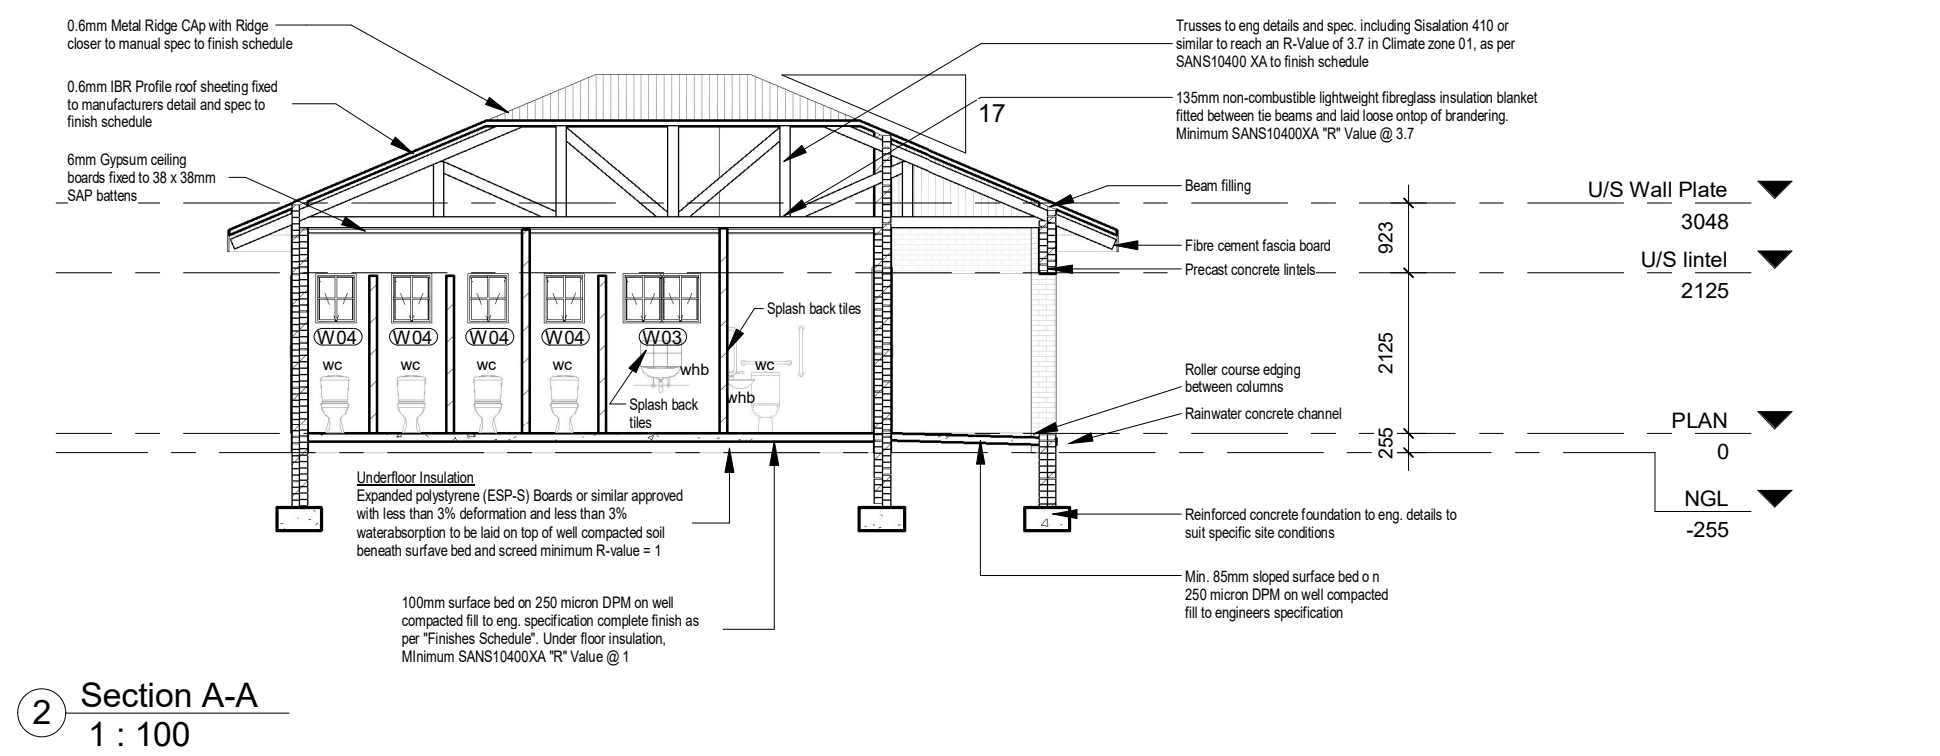 0.6mm Metal Ridge CAp with Ridge
closer to manual spec to finish schedule
0.6mm IBR Profile roof sheeting fixed
to manufacturers detail and spec to
finish schedule
6mm Gypsum ceiling
boards fixed to 38 x 38mm
SAP battens
Trusses to eng details and spec. including Sisalation 410 or
similar to reach an R-Value of 3.7 in Climate zone 01, as per
SANS10400 XA to finish schedule
17
135mm non-combustible lightweight fibreglass insulation blanket
fitted between tie beams and laid loose ontop of brandering.
Minimum SANS10400XA "R" Value @ 3.7
Beam filling
Fibre cement fascia board
Precast concrete lintels
923
2125
255
U/S Wall Plate
3048
U/S lintel
2125
PLAN
0
NGL
-255
Splash back tiles
W04
W04
W04
W04
W03
wc
wc
wc
wc
whb
wc
whb
Splash back
tiles
Roller course edging
between columns
Rainwater concrete channel
Underfloor Insulation
Expanded polystyrene (ESP-S) Boards or similar approved
with less than 3% deformation and less than 3%
waterabsorption to be laid on top of well compacted soil
beneath surfave bed and screed minimum R-value = 1
Reinforced concrete foundation to eng. details to
suit specific site conditions
Min. 85mm sloped surface bed o n
250 micron DPM on well compacted
fill to engineers specification
100mm surface bed on 250 micron DPM on well
compacted fill to eng. specification complete finish as
per "Finishes Schedule". Under floor insulation,
MInimum SANS10400XA "R" Value @ 1
2
Section A-A
1 : 100